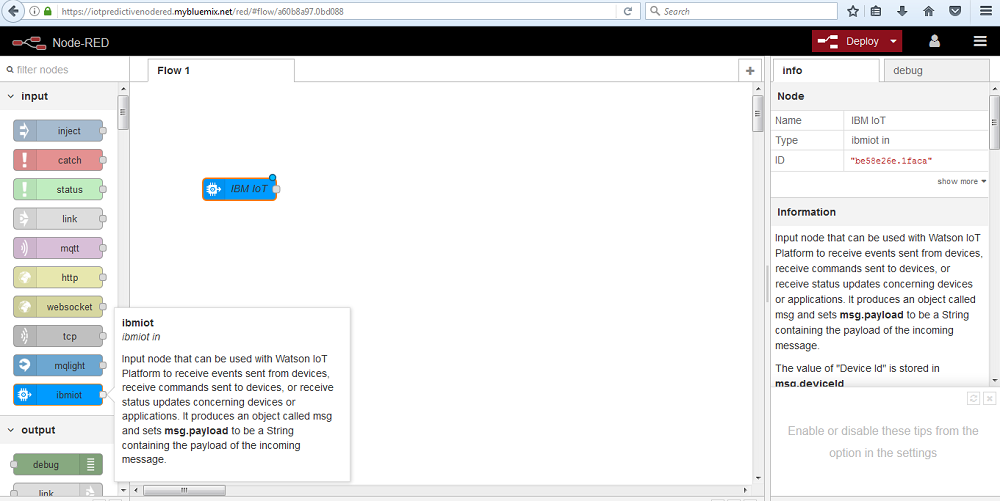 https://iotpredictivenodered.mybluemix.net/red/#flow/a60b8a97.0bd088
Search
Node-RED
Deploy
filter nodes
Flow 1
info
debug
input
inject
catch
status
link
mqtt
http
websocket
tcp
mqlight
ibmiot
output
debug
link
IBM IoT
ibmiot
ibmiot in
Input node that can be used with Watson IoT
Platform to receive events sent from devices,
receive commands sent to devices, or receive
status updates concerning devices or
applications. It produces an object called msg
and sets msg.payload to be a String
containing the payload of the incoming
message.
Node
Name IBM IoT
Type ibmiot in
ID "be58e26e.1faca"
show more
Information
Input node that can be used with Watson IoT
Platform to receive events sent from devices,
receive commands sent to devices, or
receive status updates concerning devices
or applications. It produces an object called
msg and sets msg.payload to be a String
containing the payload of the incoming
message.
The value of "Device Id" is stored in
msg.deviceId
Enable or disable these tips from the
option in the settings